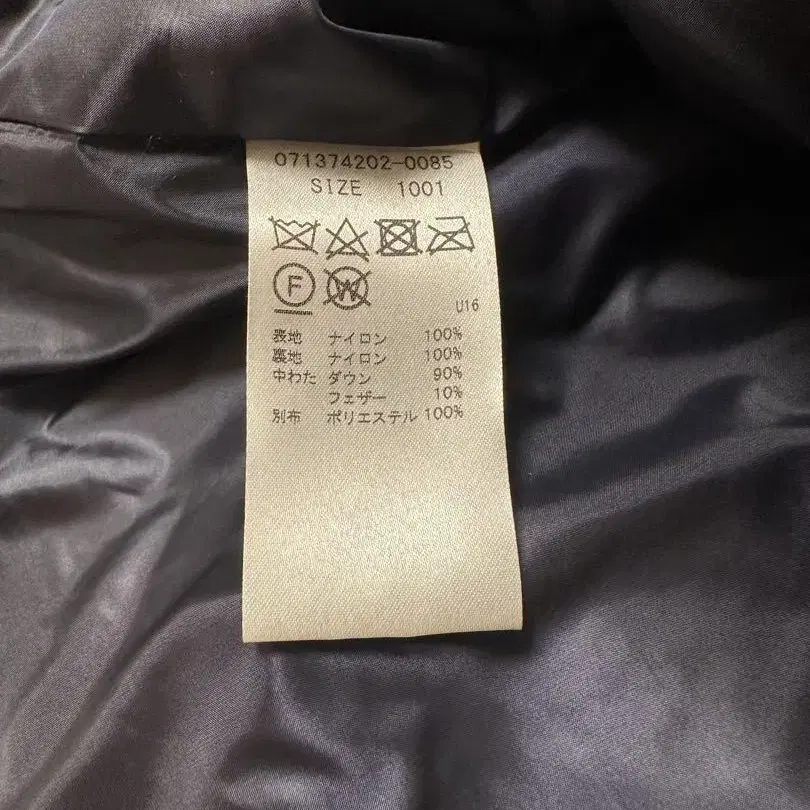 071374202-0085
SIZE 1001
F W
U16
表地 ナイロン 100%
裏地 ナイロン 100%
中わた ダウン 90%
フェザー 10%
別布 ポリエステル 100%